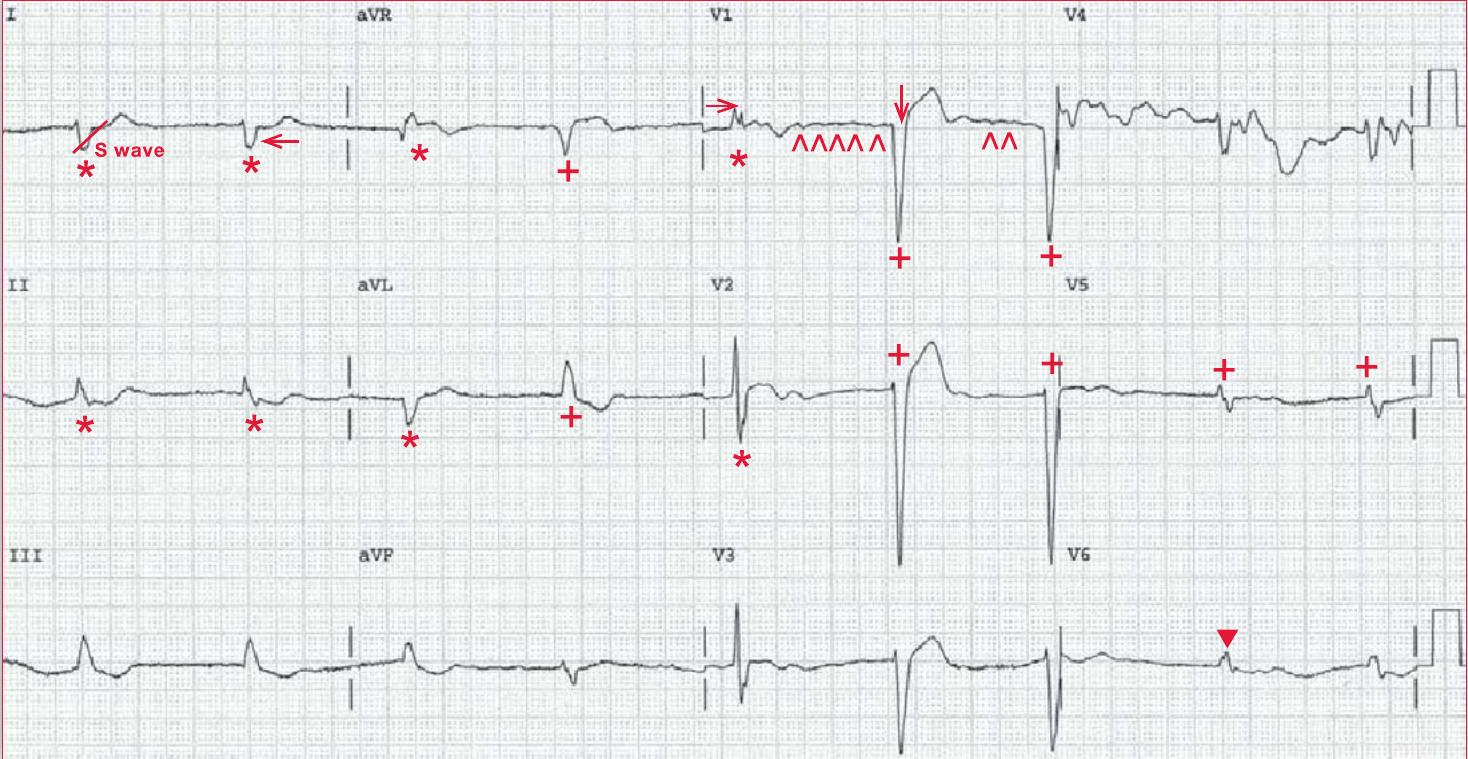 I aVR V1 V4
S wave
* * * + * ^^^^^ + ^^ +
II aVL V2 V5
* * * + * + + + +
III aVF V3 V6